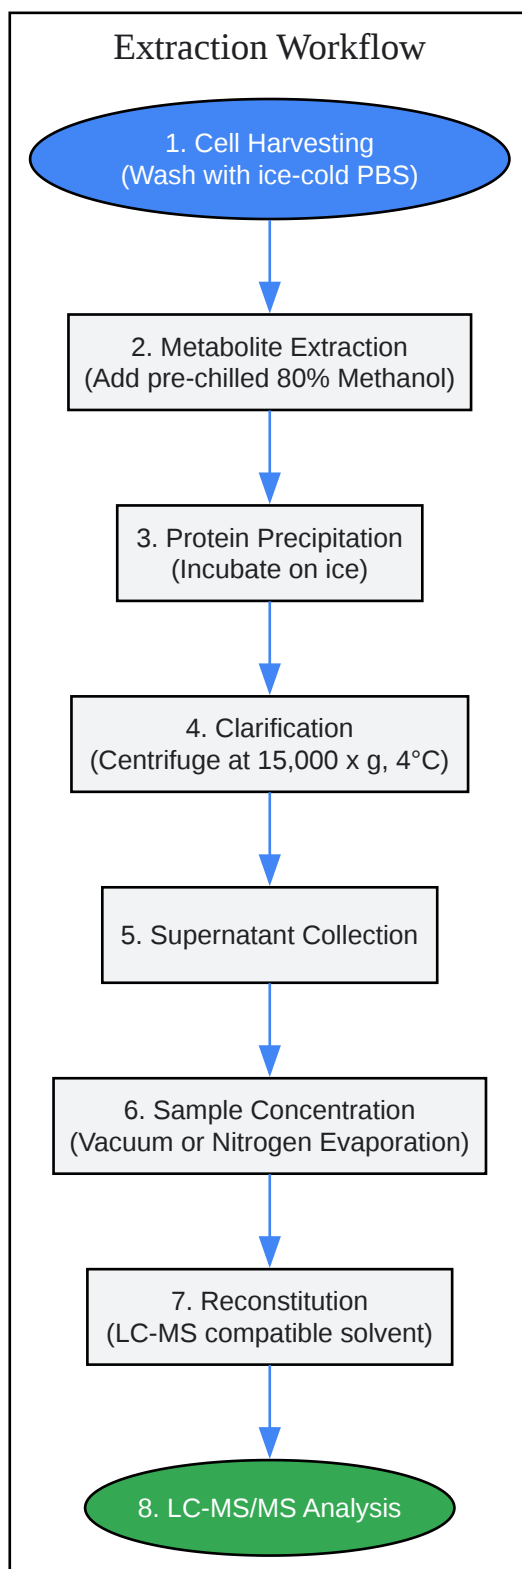 Extraction Workflow
1. Cell Harvesting
(Wash with ice-cold PBS)
2. Metabolite Extraction
(Add pre-chilled 80% Methanol)
3. Protein Precipitation
(Incubate on ice)
4. Clarification
(Centrifuge at 15,000 x g, 4°C)
5. Supernatant Collection
6. Sample Concentration
(Vacuum or Nitrogen Evaporation)
7. Reconstitution
(LC-MS compatible solvent)
8. LC-MS/MS Analysis